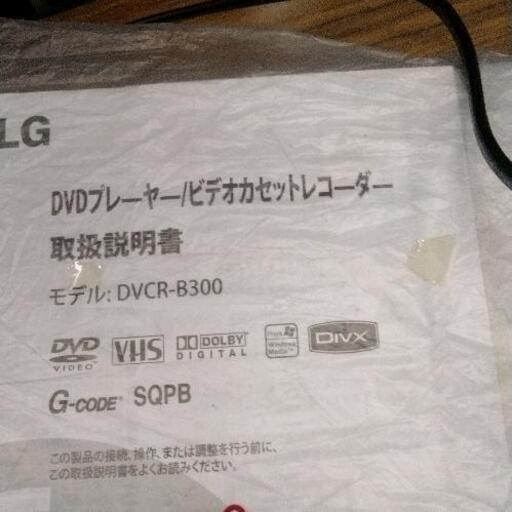 LG
DVDプレーヤー/ビデオカセットレコーダー
取扱説明書
モデル: DVCR-B300
DVD VIDEO VHS DOLBY DIGITAL Plays Windows Media™ DIVX
G-CODE® SQPB
この製品の接続、操作、または調整を行う前に、
この取扱説明書をよくお読みください。